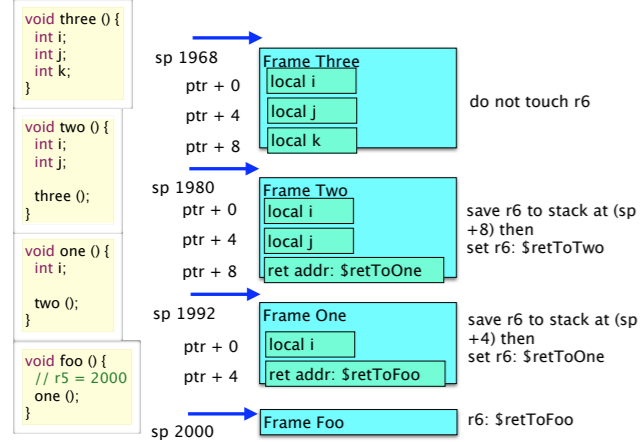 void three () {
int i;
int j;
int k;
}
void two () {
int i;
int j;
three ();
}
void one () {
int i;
two ();
}
void foo () {
// r5 = 2000
one ();
}
sp 1968
ptr + 0
ptr + 4
ptr + 8
Frame Three
local i
local j
local k
do not touch r6
sp 1980
ptr + 0
ptr + 4
ptr + 8
Frame Two
local i
local j
ret addr: $retToOne
save r6 to stack at (sp
+8) then
set r6: $retToTwo
sp 1992
ptr + 0
ptr + 4
Frame One
local i
ret addr: $retToFoo
save r6 to stack at (sp
+4) then
set r6: $retToOne
sp 2000
Frame Foo
r6: $retToFoo